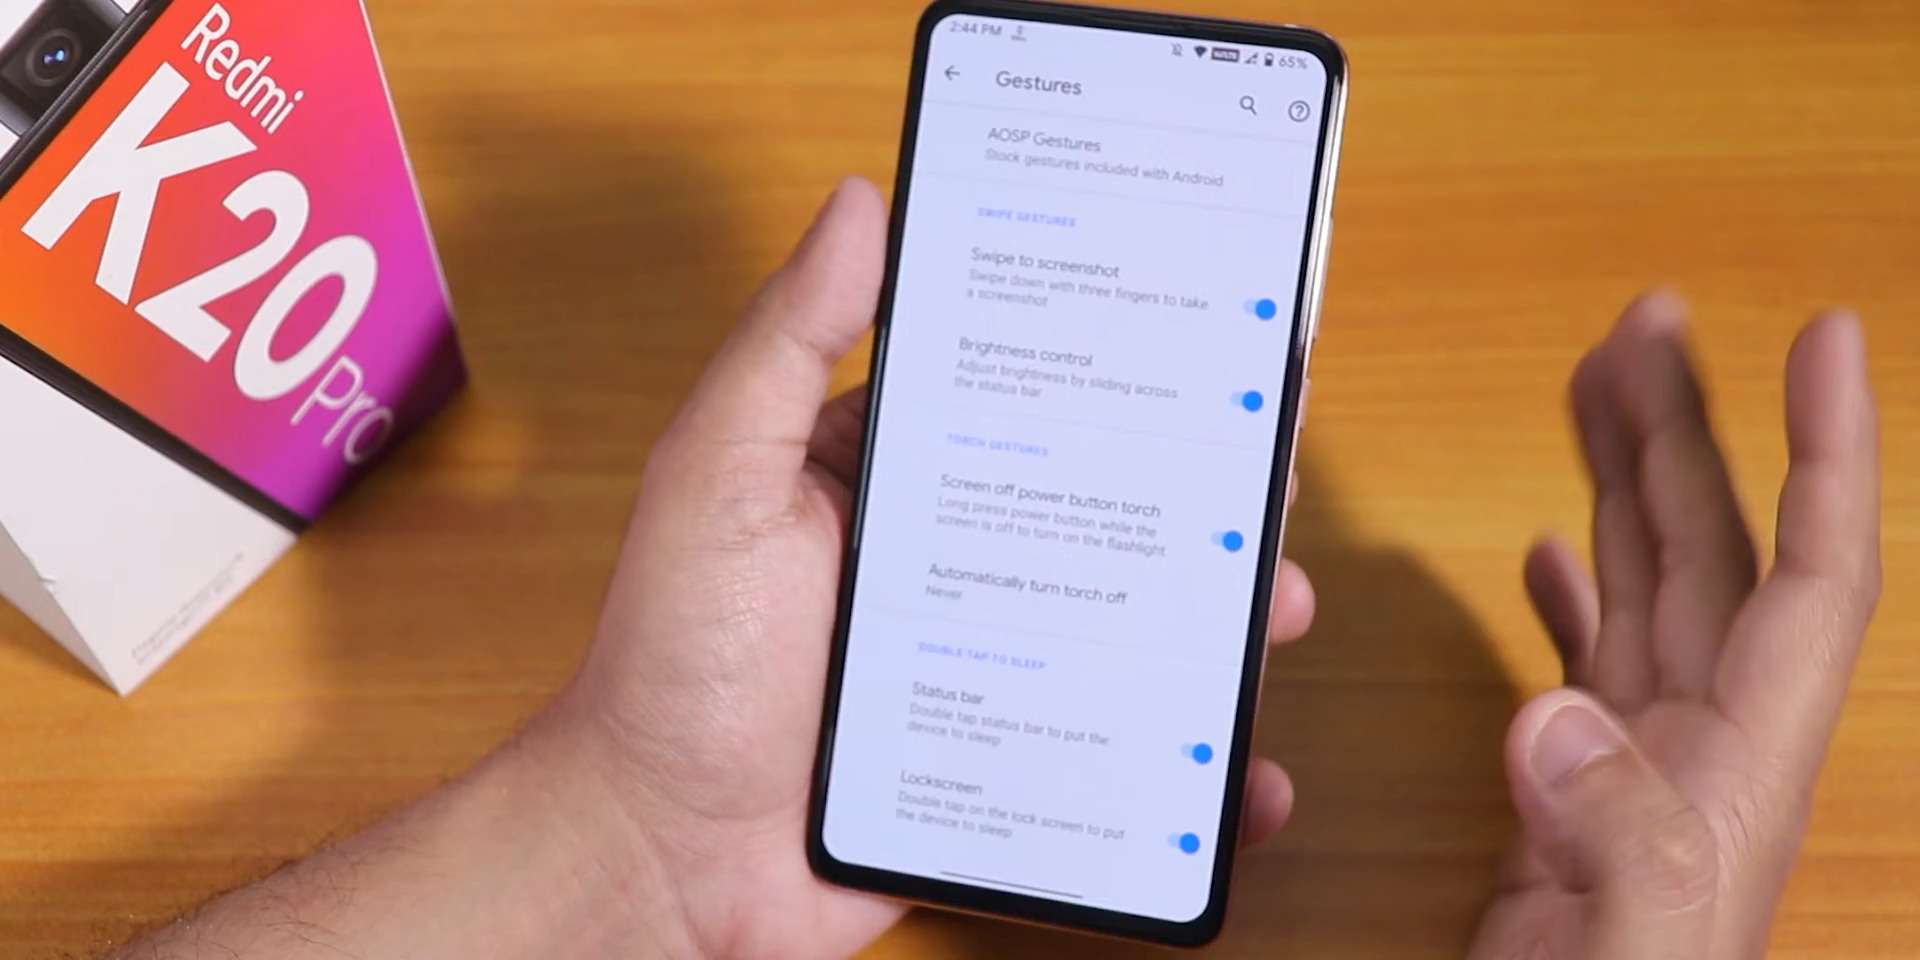 Redmi
K20
Pro
2:44 PM
65%
Gestures
AOSP Gestures
Stock gestures included with Android
SWIPE GESTURES
Swipe to screenshot
Swipe down with three fingers to take
a screenshot
Brightness control
Adjust brightness by sliding across
the status bar
TORCH GESTURES
Screen off power button torch
Long press power button while the
screen is off to turn on the flashlight
Automatically turn torch off
Never
DOUBLE TAP TO SLEEP
Status bar
Double tap status bar to put the
device to sleep
Lockscreen
Double tap on the lock screen to put
the device to sleep